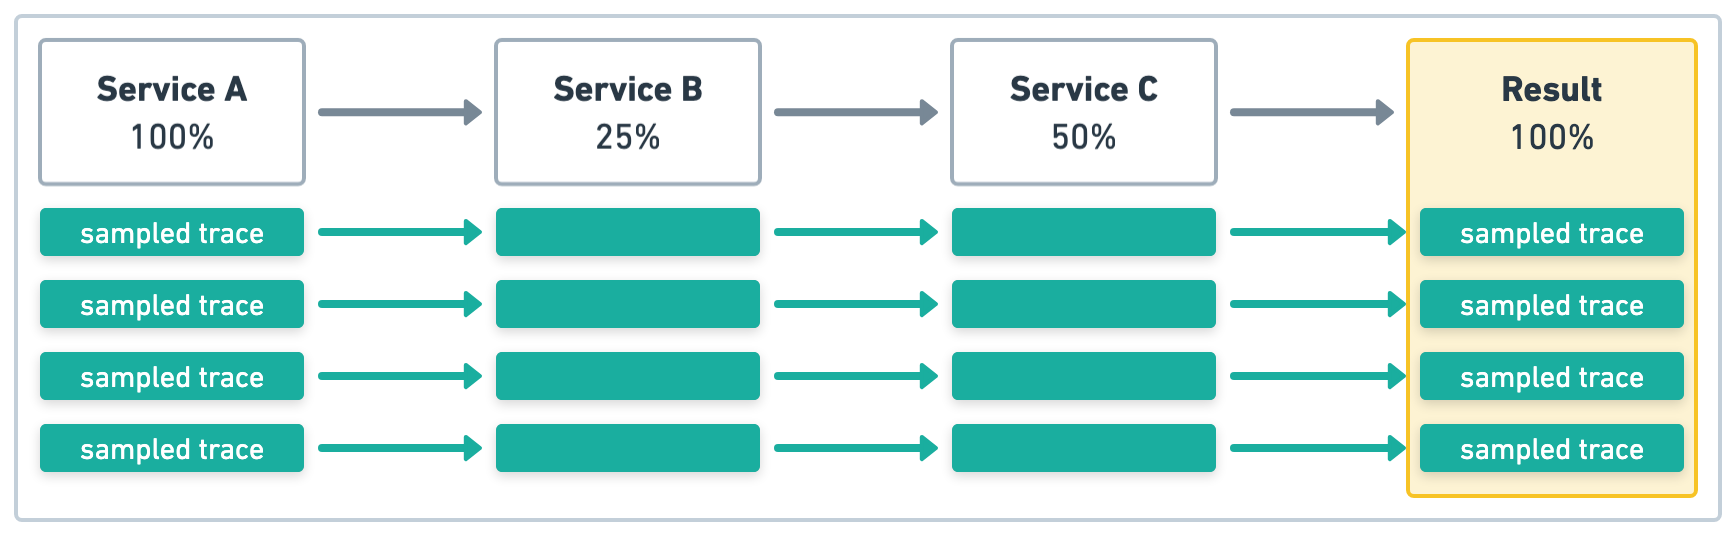 Service A
100%
Service B
25%
Service C
50%
Result
100%
sampled trace
sampled trace
sampled trace
sampled trace
sampled trace
sampled trace
sampled trace
sampled trace